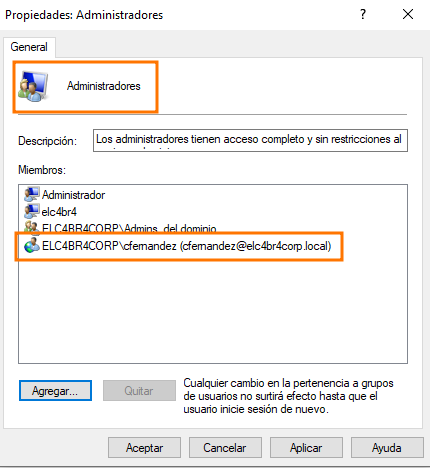 Propiedades: Administradores
General
Administradores
Descripción:
Los administradores tienen acceso completo y sin restricciones al
Miembros:
Administrador
elc4br4
ELC4BR4CORP\Admins. del dominio
ELC4BR4CORP\cfernandez (cfernandez@elc4br4corp.local)
Agregar...
Quitar
Cualquier cambio en la pertenencia a grupos
de usuarios no surtirá efecto hasta que el
usuario inicie sesión de nuevo.
Aceptar
Cancelar
Aplicar
Ayuda